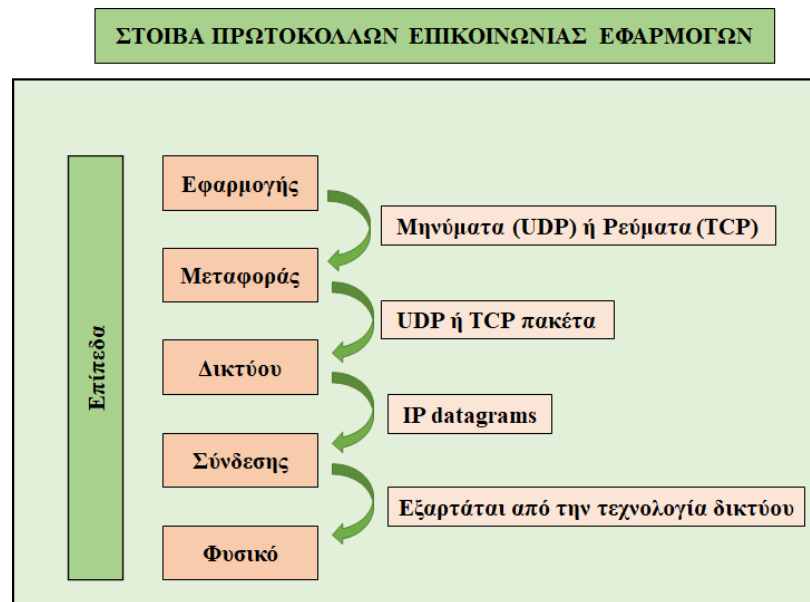 ΣΤΟΙΒΑ ΠΡΩΤΟΚΟΛΛΩΝ ΕΠΙΚΟΙΝΩΝΙΑΣ ΕΦΑΡΜΟΓΩΝ
Επίπεδα
Εφαρμογής
Μηνύματα (UDP) ή Ρεύματα (TCP)
Μεταφοράς
UDP ή TCP πακέτα
Δικτύου
IP datagrams
Σύνδεσης
Εξαρτάται από την τεχνολογία δικτύου
Φυσικό